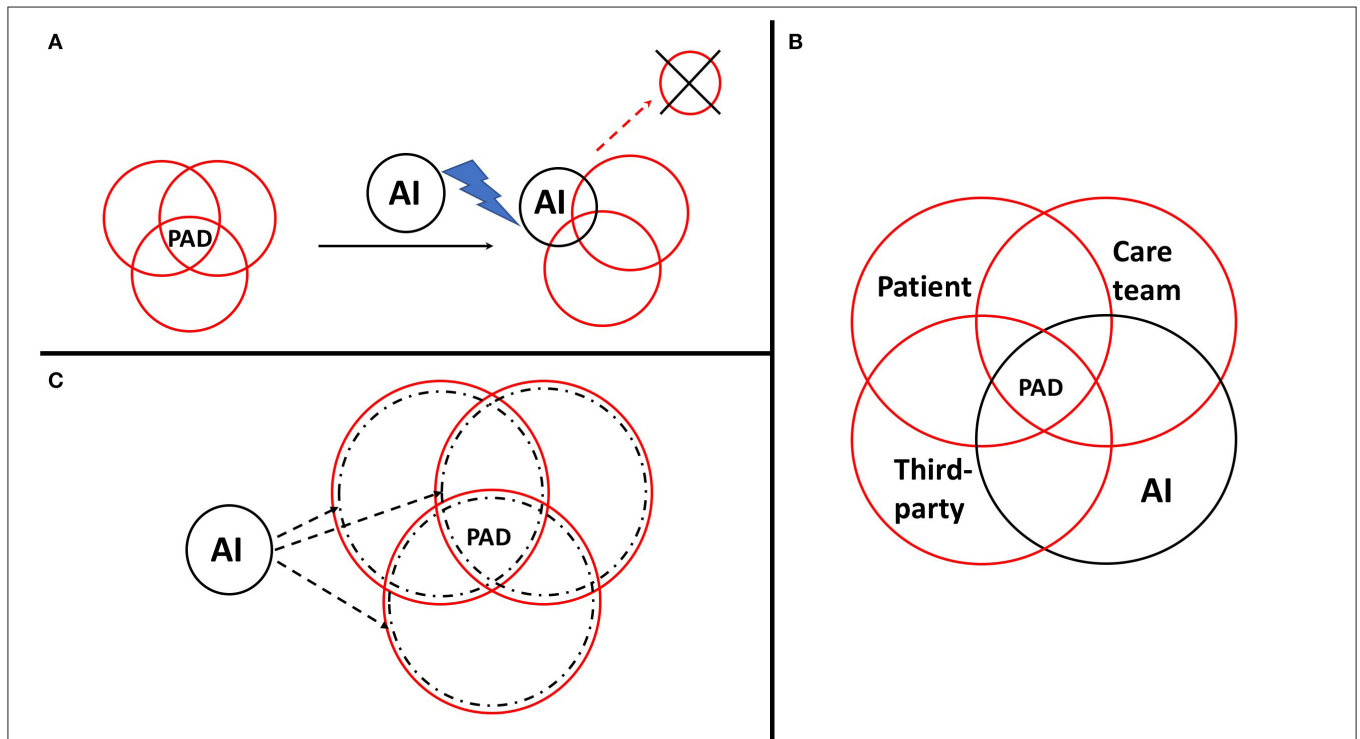 A
PAD
AI
AI
B
Patient
Care
team
PAD
Third-
party
AI
C
AI
PAD